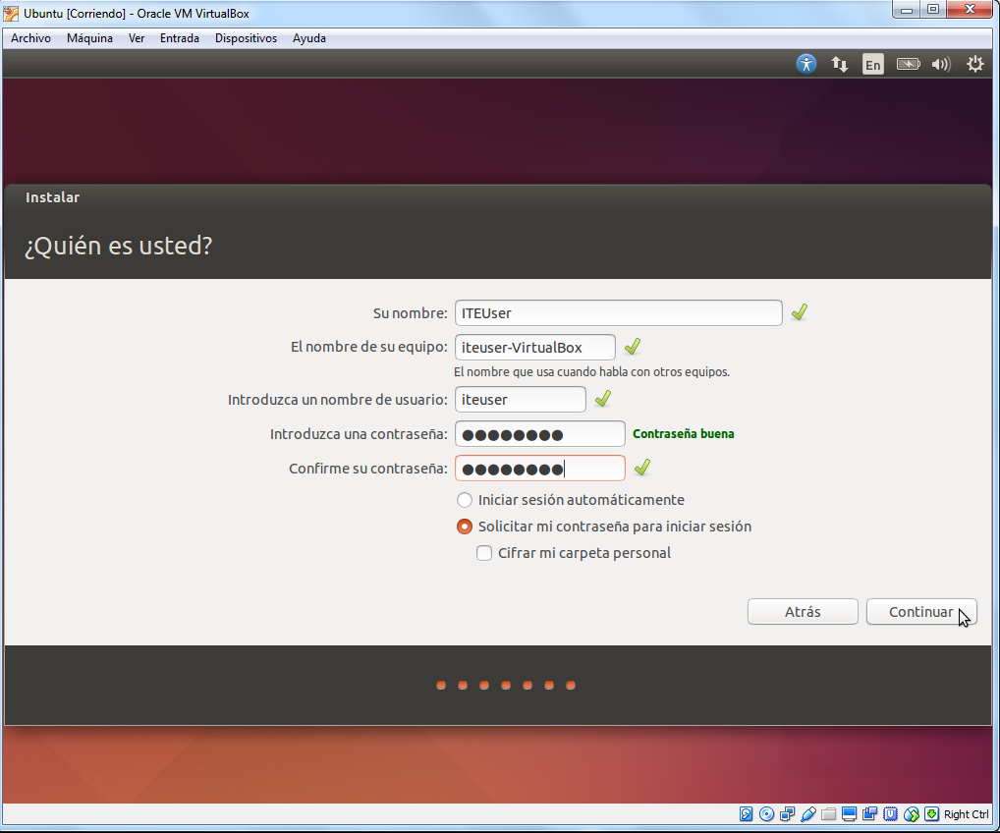 Ubuntu [Corriendo] - Oracle VM VirtualBox
Archivo Máquina Ver Entrada Dispositivos Ayuda
En
Instalar
¿Quién es usted?
Su nombre: ITEUser
El nombre de su equipo: iteuser-VirtualBox
El nombre que usa cuando habla con otros equipos.
Introduzca un nombre de usuario: iteuser
Introduzca una contraseña: ●●●●●●●● Contraseña buena
Confirme su contraseña: ●●●●●●●●
Iniciar sesión automáticamente
Solicitar mi contraseña para iniciar sesión
Cifrar mi carpeta personal
Atrás Continuar
Right Ctrl